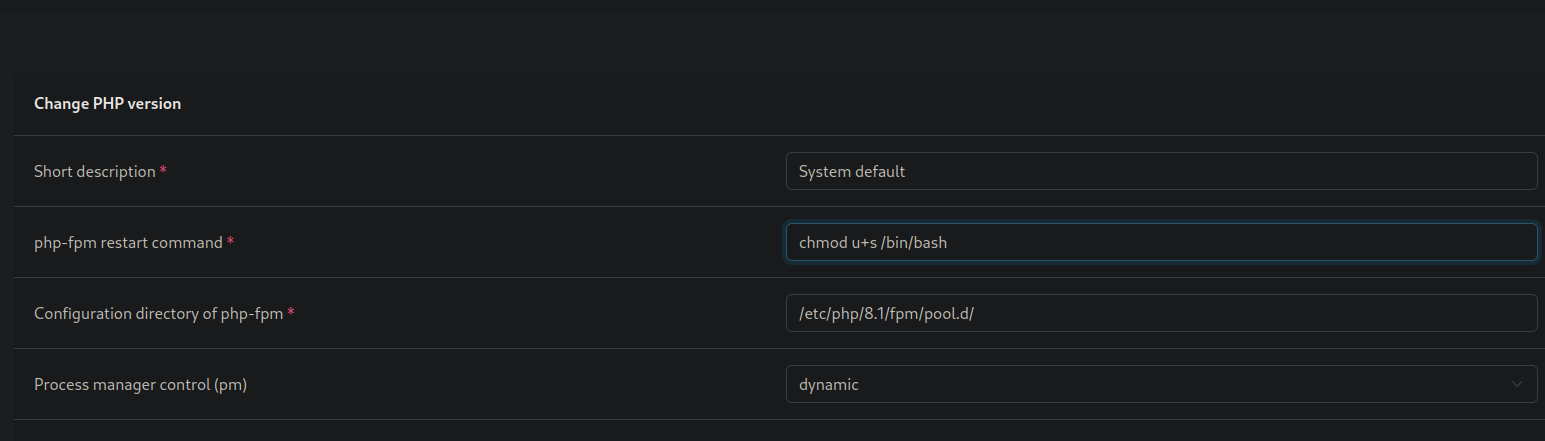 Change PHP version
Short description * System default
php-fpm restart command * chmod u+s /bin/bash
Configuration directory of php-fpm * /etc/php/8.1/fpm/pool.d/
Process manager control (pm) dynamic